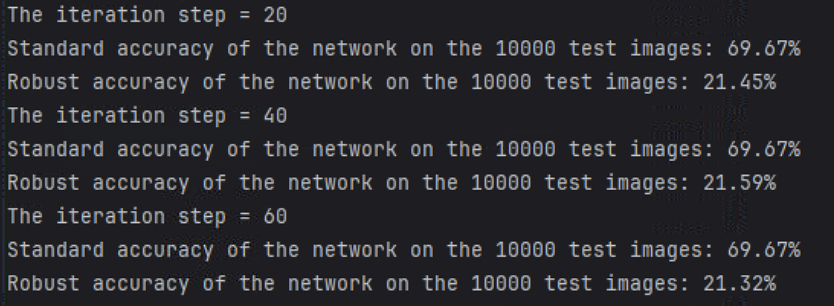 The iteration step = 20
Standard accuracy of the network on the 10000 test images: 69.67%
Robust accuracy of the network on the 10000 test images: 21.45%
The iteration step = 40
Standard accuracy of the network on the 10000 test images: 69.67%
Robust accuracy of the network on the 10000 test images: 21.59%
The iteration step = 60
Standard accuracy of the network on the 10000 test images: 69.67%
Robust accuracy of the network on the 10000 test images: 21.32%